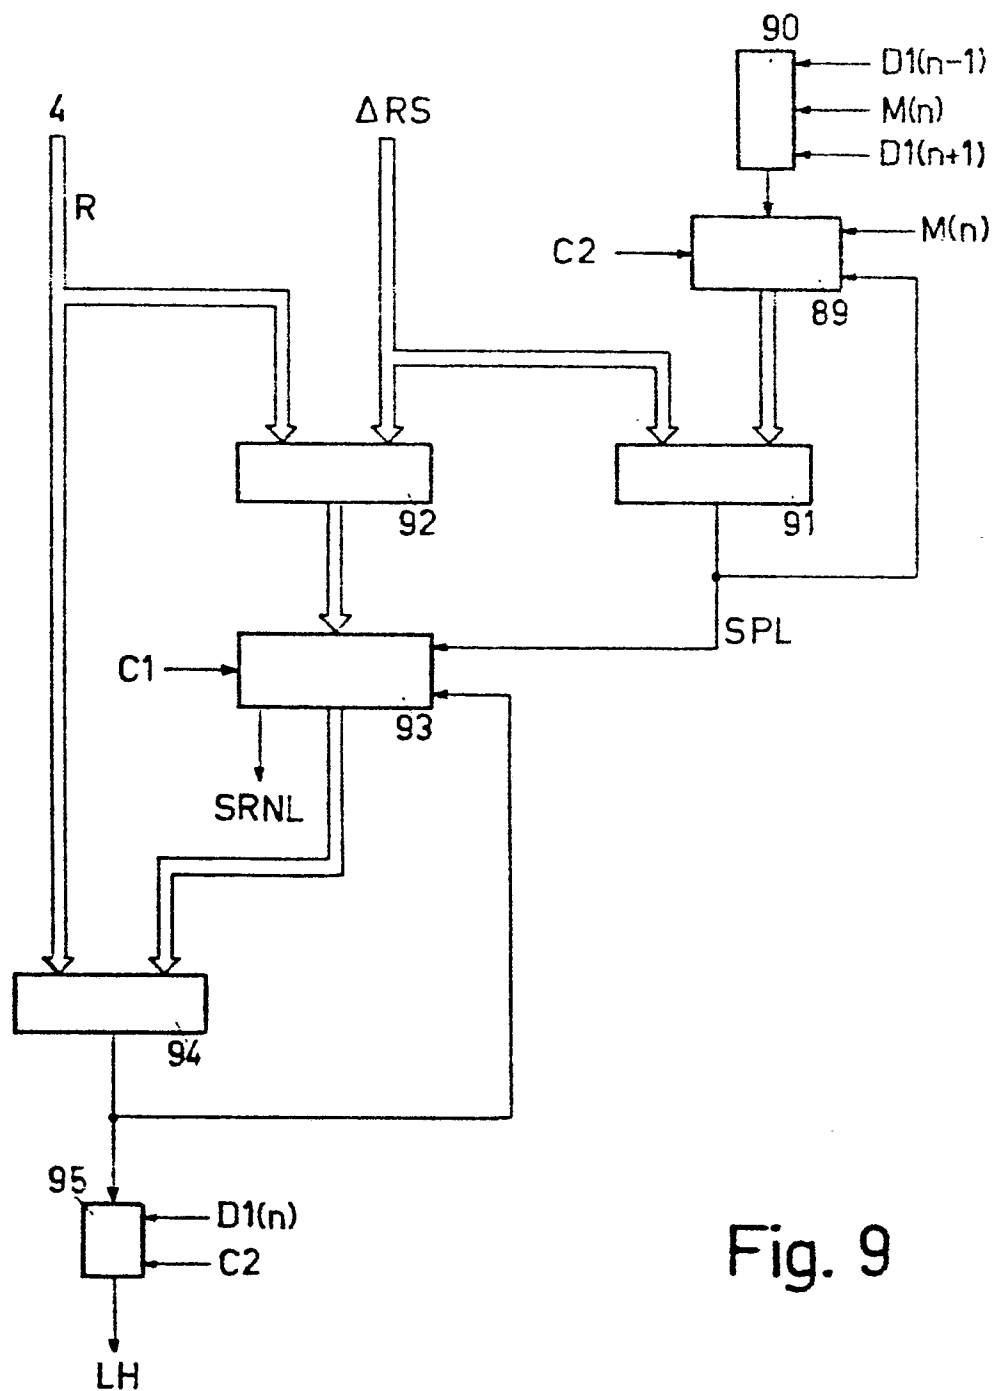 90
D1(n-1)
4
ΔRS
M(n)
D1(n+1)
R
M(n)
C2
89
92
91
SPL
C1
93
SRNL
94
95
D1(n)
C2
Fig. 9
LH